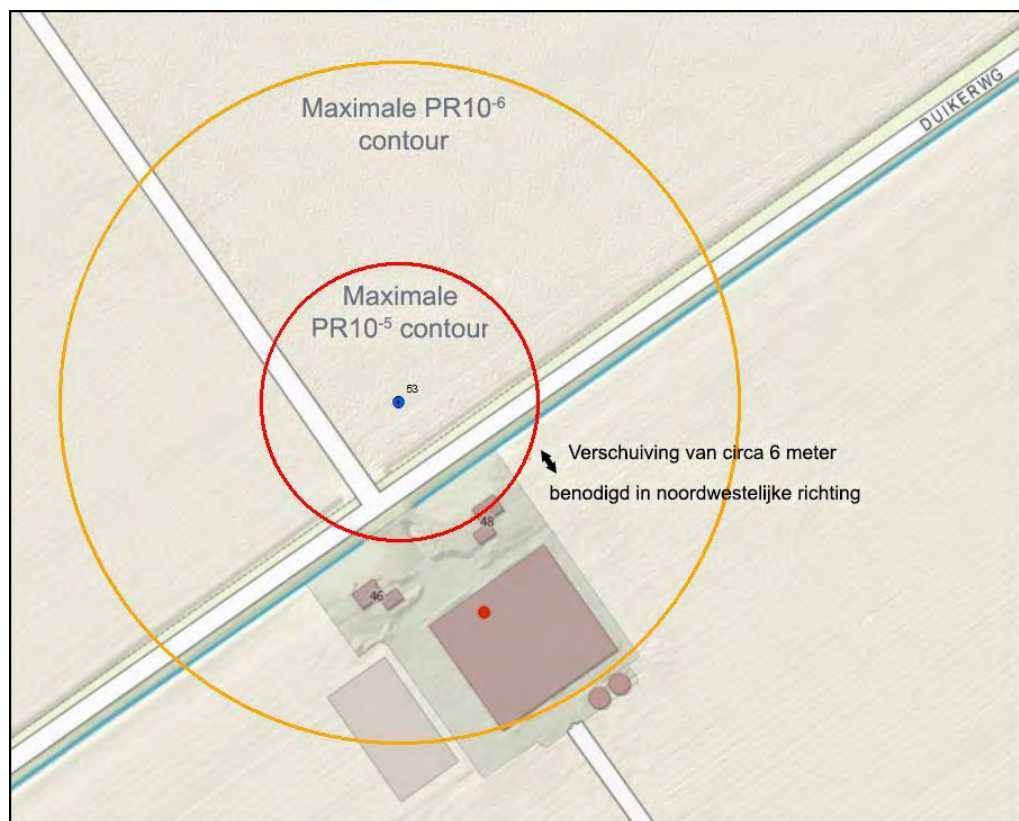 Maximale PR10⁻⁶
contour
DUIKERWG
Maximale
PR10⁻⁵ contour
53
Verschuiving van circa 6 meter
benodigd in noordwestelijke richting
48
46